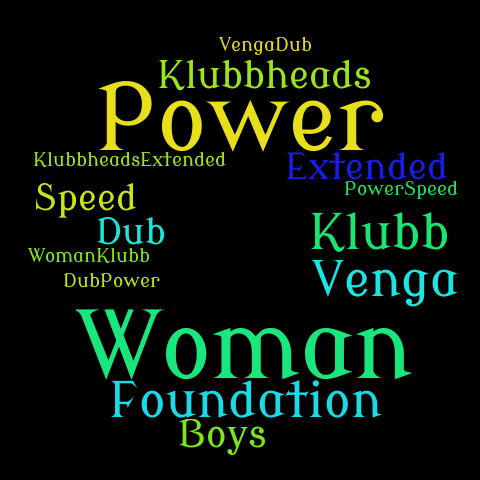 VengaDub
Klubbheads
Power
KlubbheadsExtended
Extended
PowerSpeed
Speed
Dub
Klubb
WomanKlubb
Venga
DubPower
Woman
Foundation
Boys